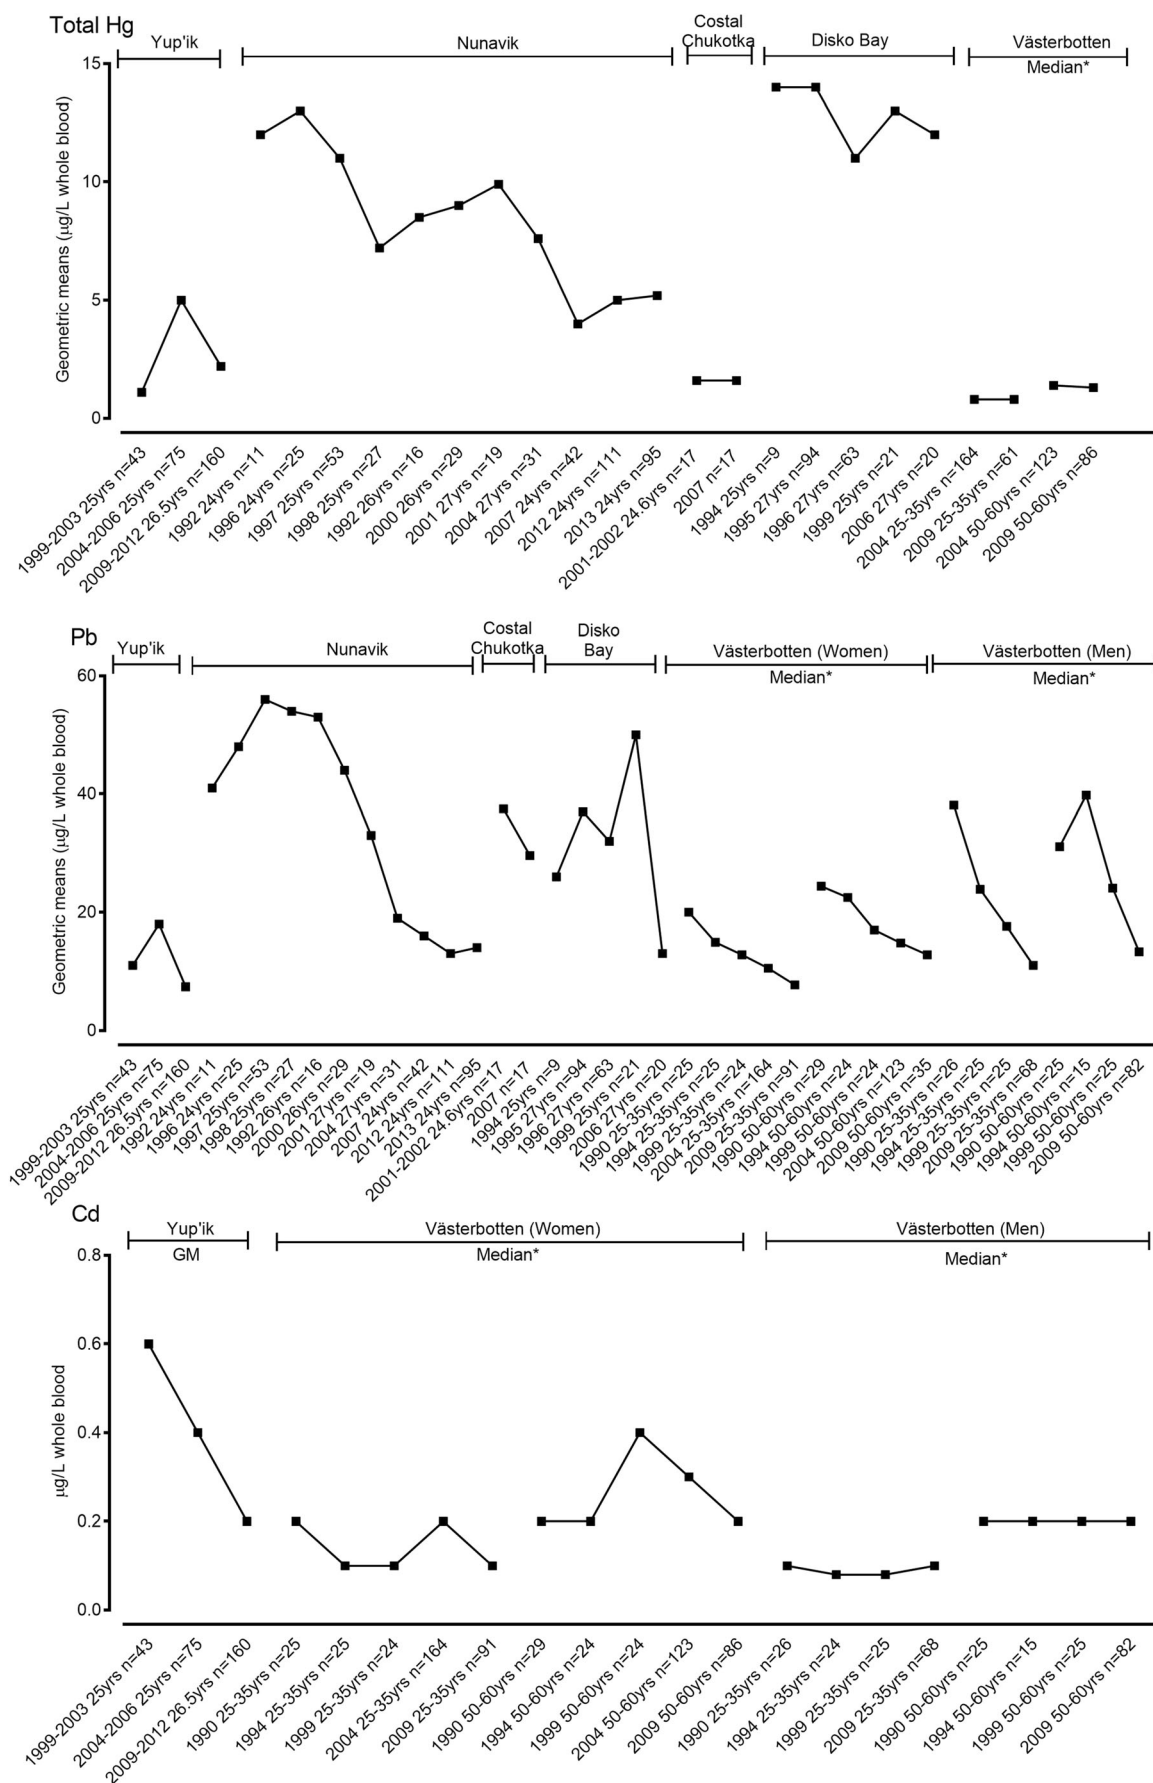 Total Hg
Yup'ik
Nunavik
Costal
Chukotka
Disko Bay
Västerbotten
Median*
Geometric means (µg/L whole blood)
15
10
5
0
1999-2003 25yrs n=43
2004-2006 25yrs n=75
2009-2012 26.5yrs n=160
1992 24yrs n=11
1996 24yrs n=25
1997 25yrs n=53
1998 25yrs n=27
1992 26yrs n=16
2000 26yrs n=29
2001 27yrs n=19
2004 27yrs n=31
2007 24yrs n=42
2012 24yrs n=111
2013 24yrs n=95
2001-2002 24.6yrs n=17
2007 n=17
1994 25yrs n=9
1995 27yrs n=94
1996 27yrs n=63
1999 25yrs n=21
2006 27yrs n=20
2004 25-35yrs n=164
2009 25-35yrs n=61
2004 50-60yrs n=123
2009 50-60yrs n=86
Pb
Yup'ik
Nunavik
Costal
Chukotka
Disko
Bay
Västerbotten (Women)
Median*
Västerbotten (Men)
Median*
Geometric means (µg/L whole blood)
60
40
20
0
1999-2003 25yrs n=43
2004-2006 25yrs n=75
2009-2012 26.5yrs n=160
1992 24yrs n=11
1996 24yrs n=25
1997 25yrs n=53
1998 25yrs n=27
1992 26yrs n=16
2000 26yrs n=29
2001 27yrs n=19
2004 27yrs n=31
2007 24yrs n=42
2012 24yrs n=111
2013 24yrs n=95
2001-2002 24.6yrs n=17
2007 n=17
1994 25yrs n=9
1995 27yrs n=94
1996 27yrs n=63
1999 25yrs n=21
2006 27yrs n=20
1990 25-35yrs n=25
1994 25-35yrs n=25
1999 25-35yrs n=24
2004 25-35yrs n=164
2009 25-35yrs n=91
1990 50-60yrs n=29
1994 50-60yrs n=24
1999 50-60yrs n=24
2004 50-60yrs n=123
2009 50-60yrs n=35
1990 25-35yrs n=26
1994 25-35yrs n=25
1999 25-35yrs n=25
2009 25-35yrs n=68
1990 50-60yrs n=25
1994 50-60yrs n=15
1999 50-60yrs n=25
2009 50-60yrs n=82
Cd
Yup'ik
GM
Västerbotten (Women)
Median*
Västerbotten (Men)
Median*
µg/L whole blood
0.8
0.6
0.4
0.2
0.0
1999-2003 25yrs n=43
2004-2006 25yrs n=75
2009-2012 26.5yrs n=160
1990 25-35yrs n=25
1994 25-35yrs n=25
1999 25-35yrs n=24
2004 25-35yrs n=164
2009 25-35yrs n=91
1990 50-60yrs n=29
1994 50-60yrs n=24
1999 50-60yrs n=24
2004 50-60yrs n=123
2009 50-60yrs n=86
1990 25-35yrs n=26
1994 25-35yrs n=24
1999 25-35yrs n=25
2009 25-35yrs n=68
1990 50-60yrs n=25
1994 50-60yrs n=15
1999 50-60yrs n=25
2009 50-60yrs n=82